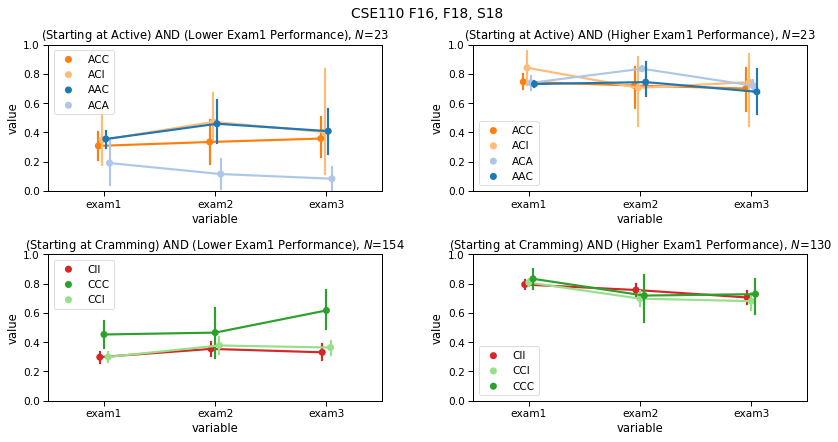 CSE110 F16, F18, S18
(Starting at Active) AND (Lower Exam1 Performance), N=23
1.0
0.8
0.6
0.4
0.2
0.0
value
ACC
ACI
AAC
ACA
exam1 exam2 exam3
variable
(Starting at Active) AND (Higher Exam1 Performance), N=23
1.0
0.8
0.6
0.4
0.2
0.0
value
ACC
ACI
ACA
AAC
exam1 exam2 exam3
variable
(Starting at Cramming) AND (Lower Exam1 Performance), N=154
1.0
0.8
0.6
0.4
0.2
0.0
value
CII
CCC
CCI
exam1 exam2 exam3
variable
(Starting at Cramming) AND (Higher Exam1 Performance), N=130
1.0
0.8
0.6
0.4
0.2
0.0
value
CII
CCI
CCC
exam1 exam2 exam3
variable